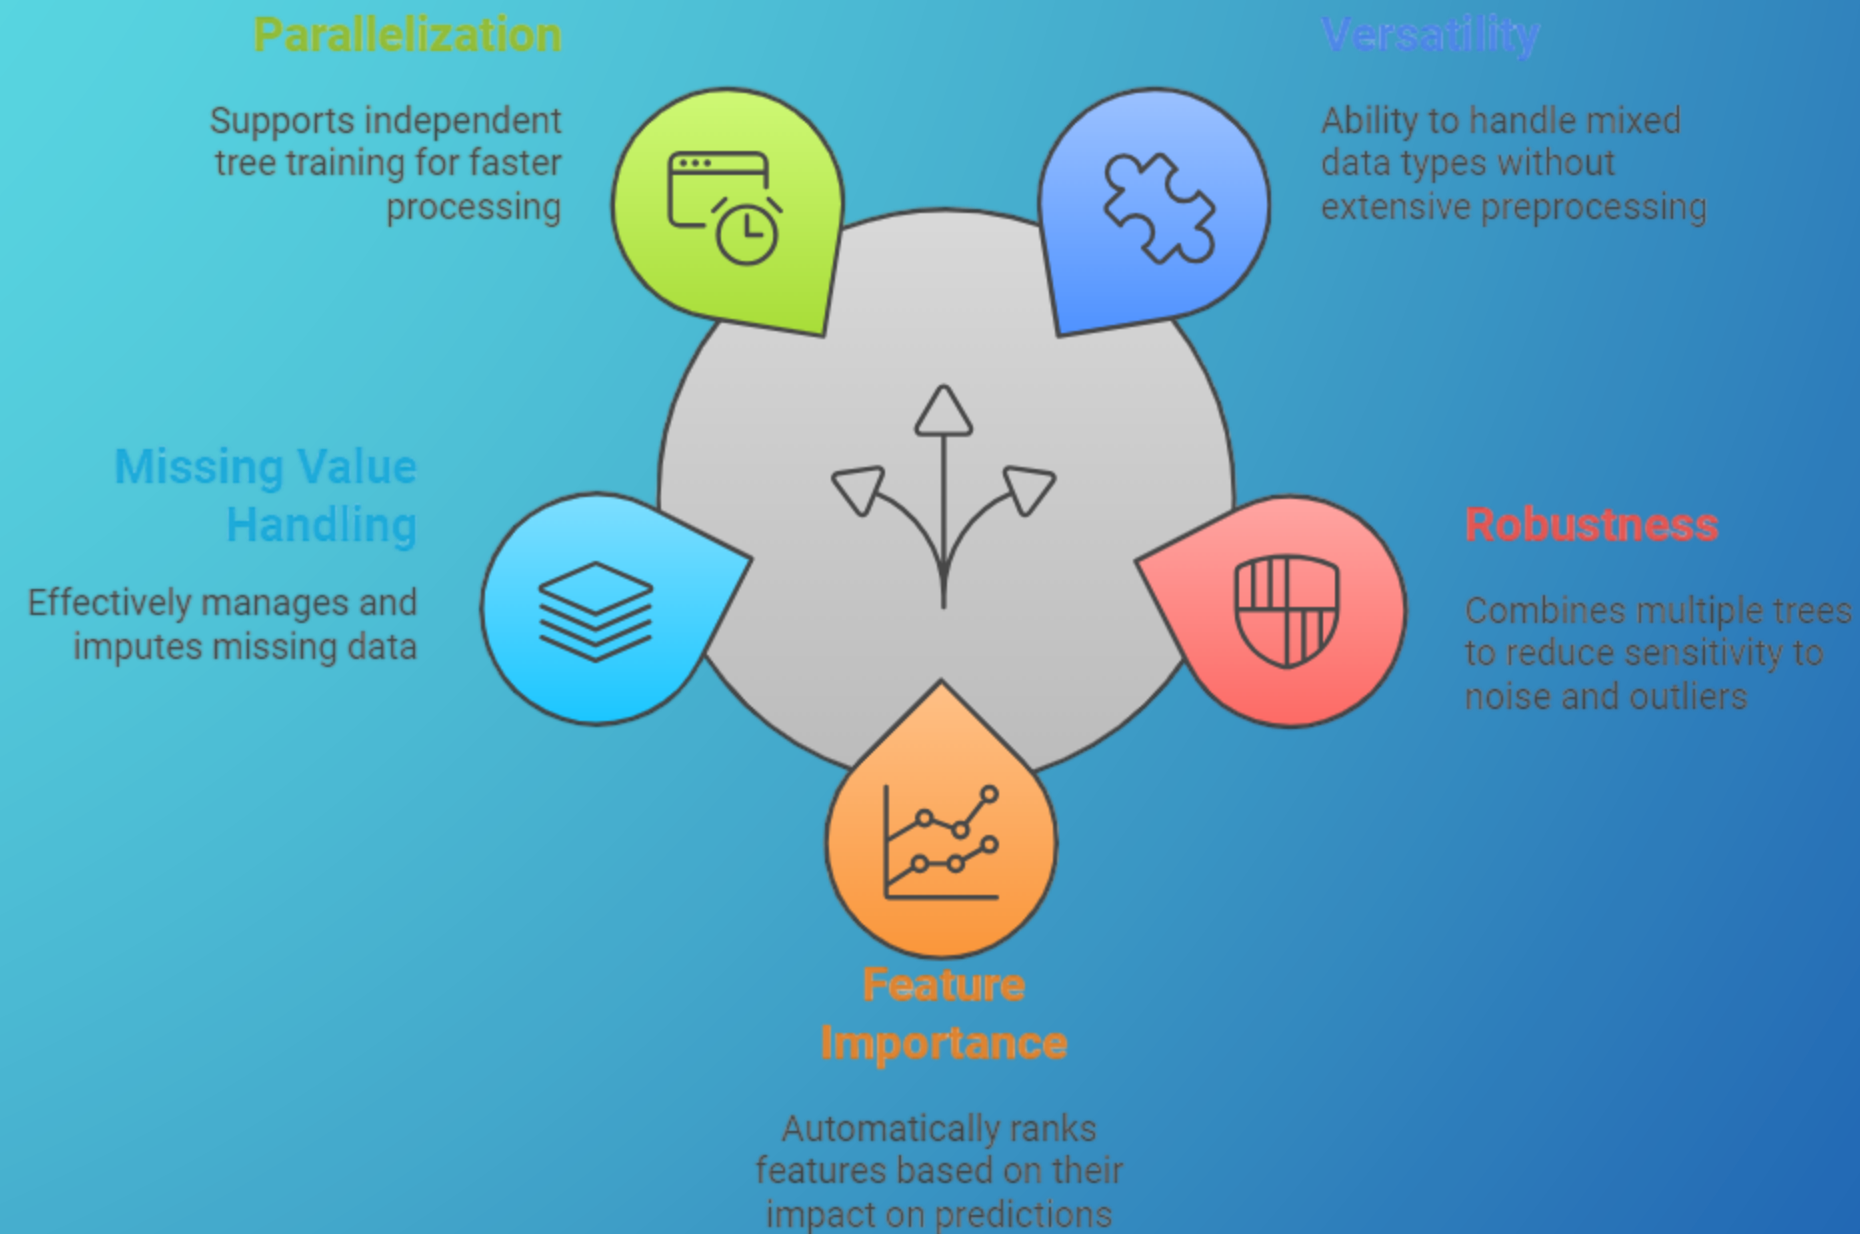 Parallelization
Supports independent
tree training for faster
processing
Versatility
Ability to handle mixed
data types without
extensive preprocessing
Missing Value
Handling
Effectively manages and
imputes missing data
Robustness
Combines multiple trees
to reduce sensitivity to
noise and outliers
Feature
Importance
Automatically ranks
features based on their
impact on predictions